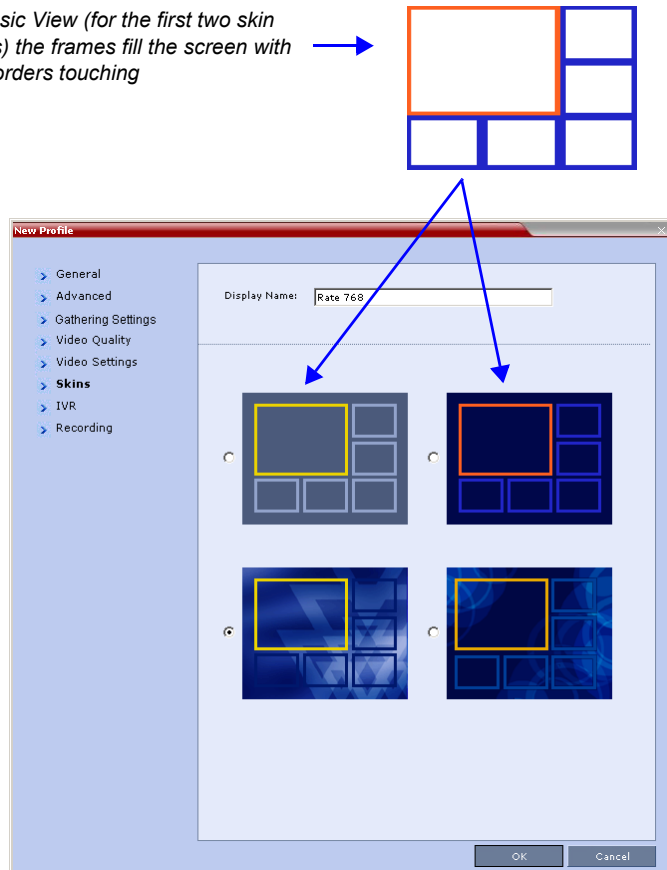 sic View (for the first two skin
s) the frames fill the screen with
orders touching
New Profile
General
Advanced
Gathering Settings
Video Quality
Video Settings
Skins
IVR
Recording
Display Name:
Rate 768
OK
Cancel